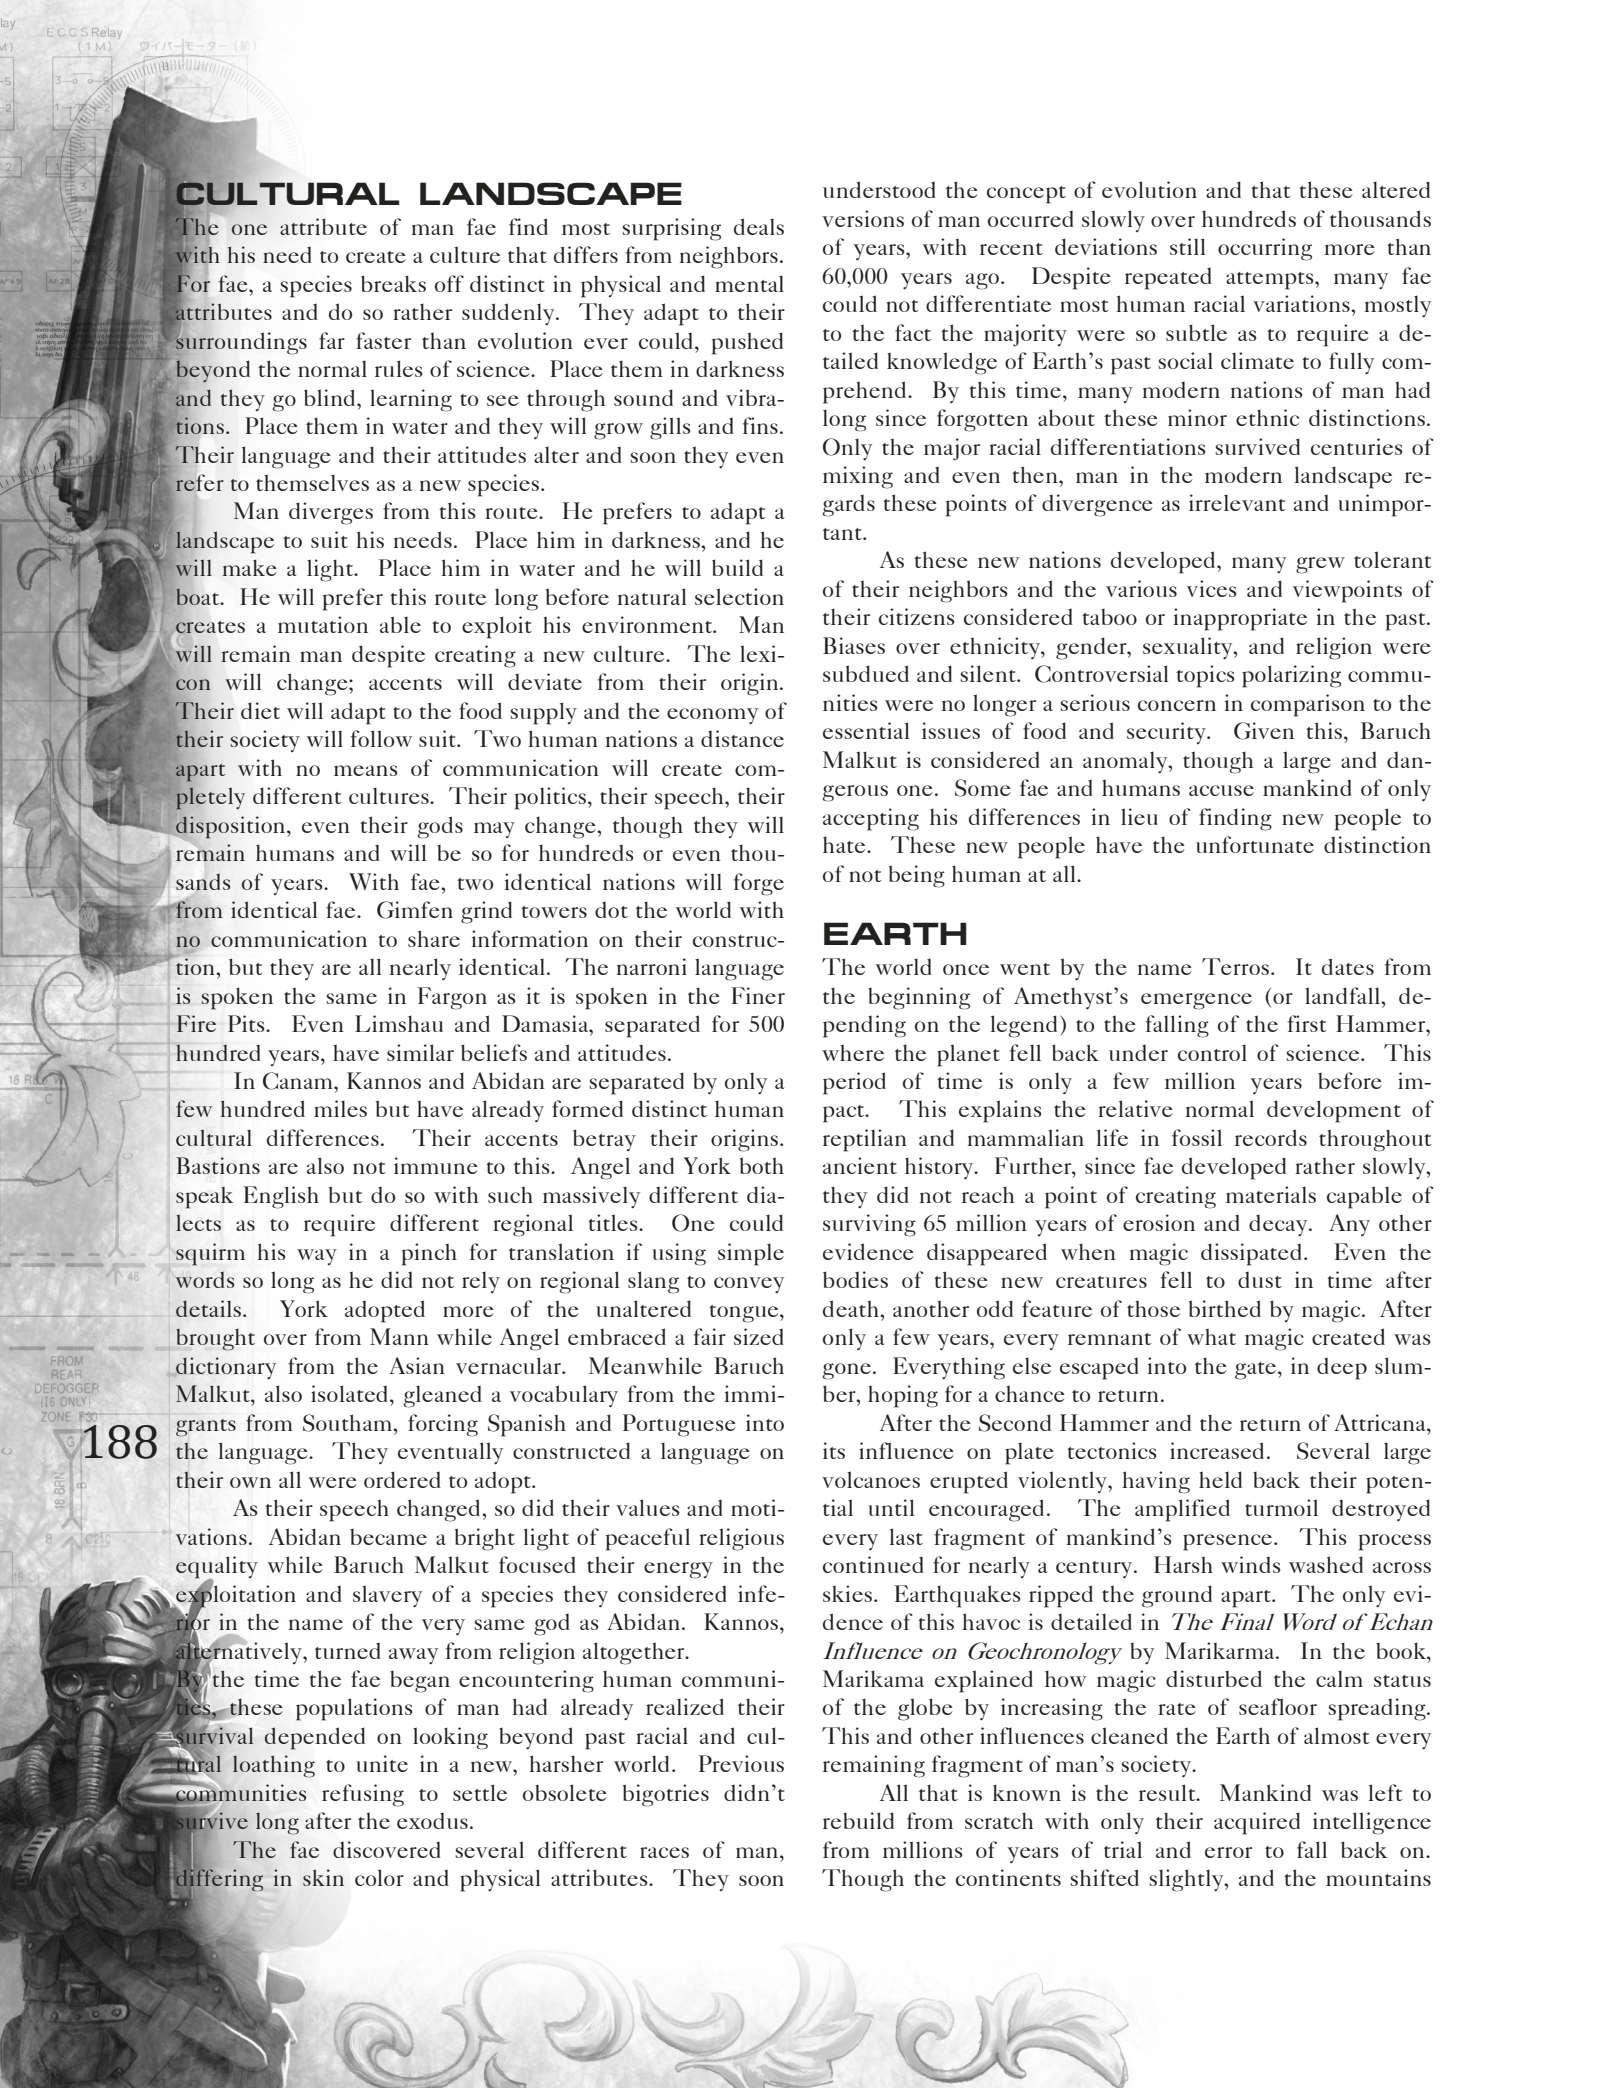 lay
M)
ECCS Relay
(1M)
ワイパーモーター (前)
CULTURAL LANDSCAPE
The one attribute of man fae find most surprising deals
with his need to create a culture that differs from neighbors.
For fae, a species breaks off distinct in physical and mental
attributes and do so rather suddenly. They adapt to their
surroundings far faster than evolution ever could, pushed
beyond the normal rules of science. Place them in darkness
and they go blind, learning to see through sound and vibra-
tions. Place them in water and they will grow gills and fins.
Their language and their attitudes alter and soon they even
refer to themselves as a new species.
Man diverges from this route. He prefers to adapt a
landscape to suit his needs. Place him in darkness, and he
will make a light. Place him in water and he will build a
boat. He will prefer this route long before natural selection
creates a mutation able to exploit his environment. Man
will remain man despite creating a new culture. The lexi-
con will change; accents will deviate from their origin.
Their diet will adapt to the food supply and the economy of
their society will follow suit. Two human nations a distance
apart with no means of communication will create com-
pletely different cultures. Their politics, their speech, their
disposition, even their gods may change, though they will
remain humans and will be so for hundreds or even thou-
sands of years. With fae, two identical nations will forge
from identical fae. Gimfen grind towers dot the world with
no communication to share information on their construc-
tion, but they are all nearly identical. The narroni language
is spoken the same in Fargon as it is spoken in the Finer
Fire Pits. Even Limshau and Damasia, separated for 500
hundred years, have similar beliefs and attitudes.
In Canam, Kannos and Abidan are separated by only a
few hundred miles but have already formed distinct human
cultural differences. Their accents betray their origins.
Bastions are also not immune to this. Angel and York both
speak English but do so with such massively different dia-
lects as to require different regional titles. One could
squirm his way in a pinch for translation if using simple
words so long as he did not rely on regional slang to convey
details. York adopted more of the unaltered tongue,
brought over from Mann while Angel embraced a fair sized
dictionary from the Asian vernacular. Meanwhile Baruch
Malkut, also isolated, gleaned a vocabulary from the immi-
grants from Southam, forcing Spanish and Portuguese into
the language. They eventually constructed a language on
their own all were ordered to adopt.
As their speech changed, so did their values and moti-
vations. Abidan became a bright light of peaceful religious
equality while Baruch Malkut focused their energy in the
exploitation and slavery of a species they considered infe-
rior in the name of the very same god as Abidan. Kannos,
alternatively, turned away from religion altogether.
By the time the fae began encountering human communi-
ties, these populations of man had already realized their
survival depended on looking beyond past racial and cul-
tural loathing to unite in a new, harsher world. Previous
communities refusing to settle obsolete bigotries didn't
survive long after the exodus.
The fae discovered several different races of man,
differing in skin color and physical attributes. They soon
understood the concept of evolution and that these altered
versions of man occurred slowly over hundreds of thousands
of years, with recent deviations still occurring more than
60,000 years ago. Despite repeated attempts, many fae
could not differentiate most human racial variations, mostly
to the fact the majority were so subtle as to require a de-
tailed knowledge of Earth's past social climate to fully com-
prehend. By this time, many modern nations of man had
long since forgotten about these minor ethnic distinctions.
Only the major racial differentiations survived centuries of
mixing and even then, man in the modern landscape re-
gards these points of divergence as irrelevant and unimpor-
tant.
As these new nations developed, many grew tolerant
of their neighbors and the various vices and viewpoints of
their citizens considered taboo or inappropriate in the past.
Biases over ethnicity, gender, sexuality, and religion were
subdued and silent. Controversial topics polarizing commu-
nities were no longer a serious concern in comparison to the
essential issues of food and security. Given this, Baruch
Malkut is considered an anomaly, though a large and dan-
gerous one. Some fae and humans accuse mankind of only
accepting his differences in lieu of finding new people to
hate. These new people have the unfortunate distinction
of not being human at all.
EARTH
The world once went by the name Terros. It dates from
the beginning of Amethyst's emergence (or landfall, de-
pending on the legend) to the falling of the first Hammer,
where the planet fell back under control of science. This
period of time is only a few million years before im-
pact. This explains the relative normal development of
reptilian and mammalian life in fossil records throughout
ancient history. Further, since fae developed rather slowly,
they did not reach a point of creating materials capable of
surviving 65 million years of erosion and decay. Any other
evidence disappeared when magic dissipated. Even the
bodies of these new creatures fell to dust in time after
death, another odd feature of those birthed by magic. After
only a few years, every remnant of what magic created was
gone. Everything else escaped into the gate, in deep slum-
ber, hoping for a chance to return.
After the Second Hammer and the return of Attricana,
its influence on plate tectonics increased. Several large
volcanoes erupted violently, having held back their poten-
tial until encouraged. The amplified turmoil destroyed
every last fragment of mankind's presence. This process
continued for nearly a century. Harsh winds washed across
skies. Earthquakes ripped the ground apart. The only evi-
dence of this havoc is detailed in The Final Word of Echan
Influence on Geochronology by Marikarma. In the book,
Marikama explained how magic disturbed the calm status
of the globe by increasing the rate of seafloor spreading.
This and other influences cleaned the Earth of almost every
remaining fragment of man's society.
All that is known is the result. Mankind was left to
rebuild from scratch with only their acquired intelligence
from millions of years of trial and error to fall back on.
Though the continents shifted slightly, and the mountains
48
FROM
REAR
DEFOGGER
(16 ONLY)
ZONE F30
188
18 BRN